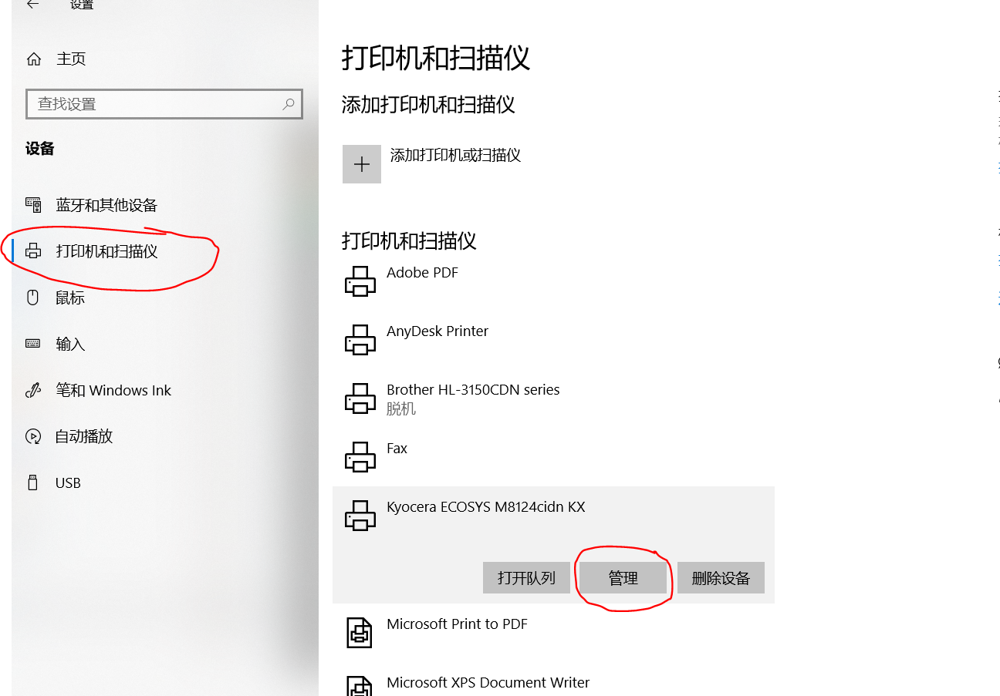 设置
主页
查找设置
设备
蓝牙和其他设备
打印机和扫描仪
鼠标
输入
笔和 Windows Ink
自动播放
USB
打印机和扫描仪
添加打印机和扫描仪
添加打印机或扫描仪
打印机和扫描仪
Adobe PDF
AnyDesk Printer
Brother HL-3150CDN series
脱机
Fax
Kyocera ECOSYS M8124cidn KX
打开队列 管理 删除设备
Microsoft Print to PDF
Microsoft XPS Document Writer